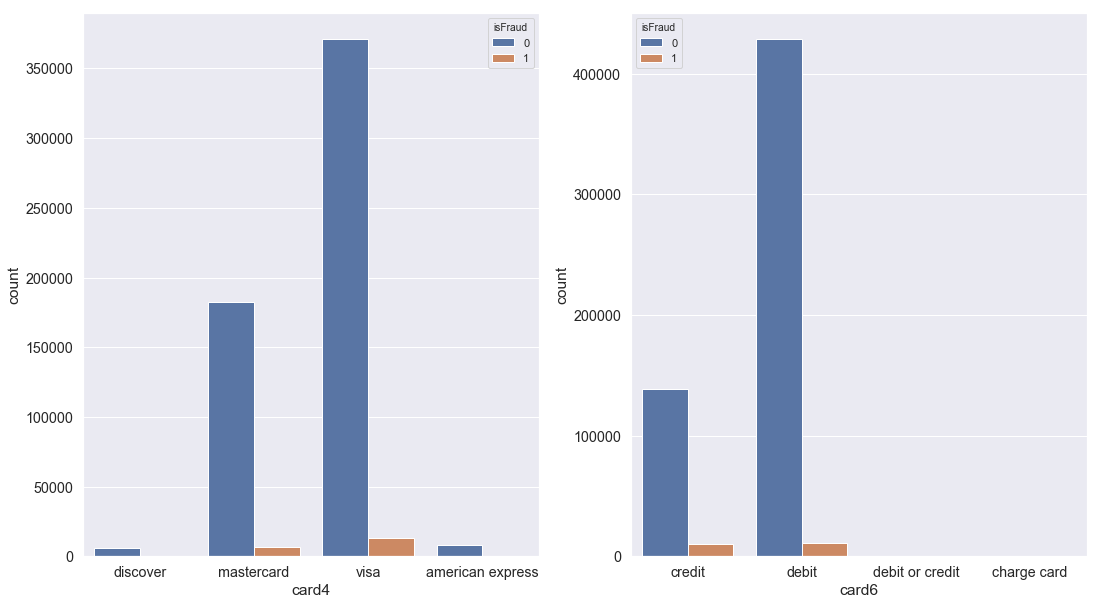 isFraud
0
1
350000
300000
250000
200000
150000
100000
50000
0
count
discover mastercard visa american express
card4
isFraud
0
1
400000
300000
200000
100000
0
count
credit debit debit or credit charge card
card6